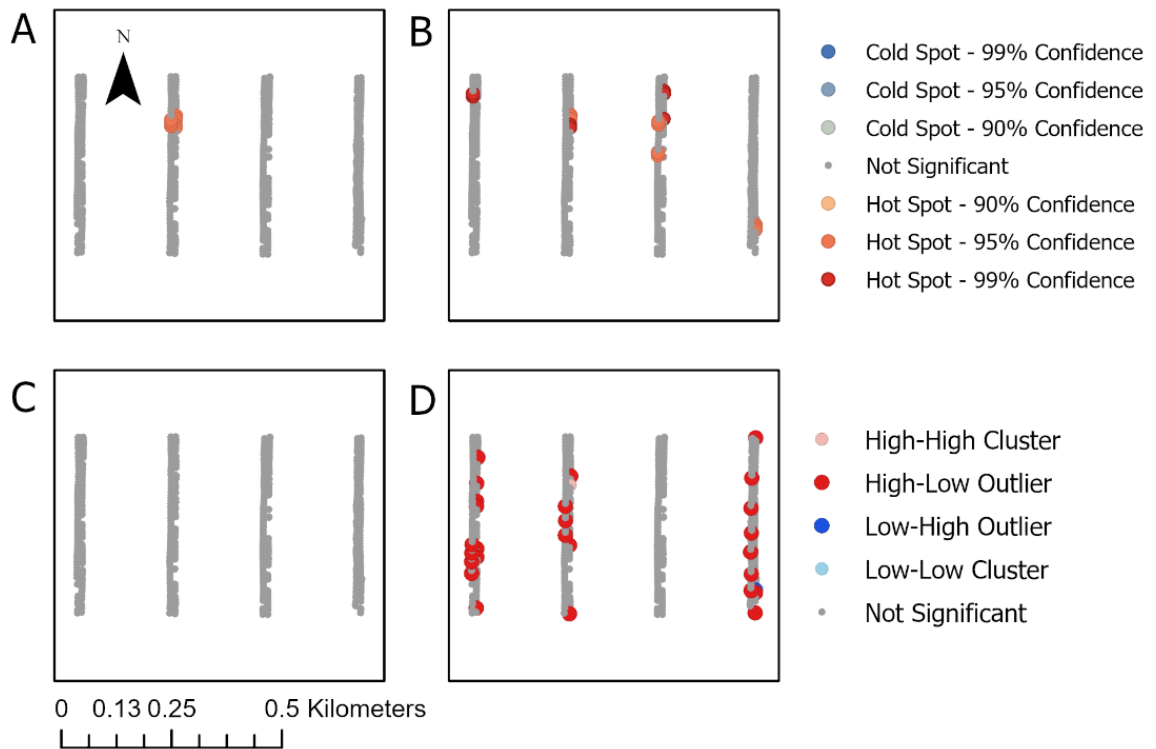 A
N
B
Cold Spot - 99% Confidence
Cold Spot - 95% Confidence
Cold Spot - 90% Confidence
Not Significant
Hot Spot - 90% Confidence
Hot Spot - 95% Confidence
Hot Spot - 99% Confidence
C
D
High-High Cluster
High-Low Outlier
Low-High Outlier
Low-Low Cluster
Not Significant
0 0.13 0.25 0.5 Kilometers